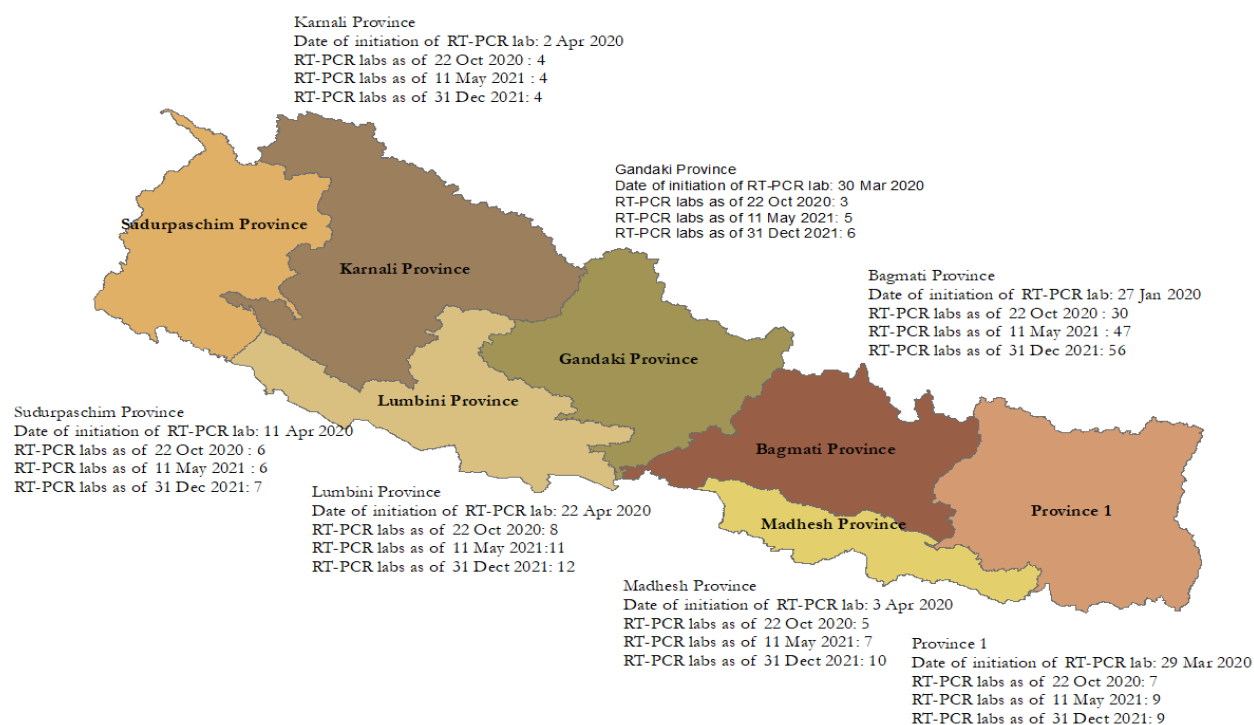 Karnali Province
Date of initiation of RT-PCR lab: 2 Apr 2020
RT-PCR labs as of 22 Oct 2020 : 4
RT-PCR labs as of 11 May 2021 : 4
RT-PCR labs as of 31 Dec 2021: 4
Gandaki Province
Date of initiation of RT-PCR lab: 30 Mar 2020
RT-PCR labs as of 22 Oct 2020: 3
RT-PCR labs as of 11 May 2021: 5
RT-PCR labs as of 31 Dect 2021: 6
Bagmati Province
Date of initiation of RT-PCR lab: 27 Jan 2020
RT-PCR labs as of 22 Oct 2020 : 30
RT-PCR labs as of 11 May 2021 : 47
RT-PCR labs as of 31 Dec 2021: 56
Sudurpaschim Province
Karnali Province
Gandaki Province
Lumbini Province
Bagmati Province
Madhesh Province
Province 1
Sudurpaschim Province
Date of initiation of RT-PCR lab: 11 Apr 2020
RT-PCR labs as of 22 Oct 2020 : 6
RT-PCR labs as of 11 May 2021 : 6
RT-PCR labs as of 31 Dec 2021: 7
Lumbini Province
Date of initiation of RT-PCR lab: 22 Apr 2020
RT-PCR labs as of 22 Oct 2020: 8
RT-PCR labs as of 11 May 2021:11
RT-PCR labs as of 31 Dect 2021: 12
Madhesh Province
Date of initiation of RT-PCR lab: 3 Apr 2020
RT-PCR labs as of 22 Oct 2020: 5
RT-PCR labs as of 11 May 2021: 7
RT-PCR labs as of 31 Dect 2021: 10
Province 1
Date of initiation of RT-PCR lab: 29 Mar 2020
RT-PCR labs as of 22 Oct 2020: 7
RT-PCR labs as of 11 May 2021: 9
RT-PCR labs as of 31 Dect 2021: 9